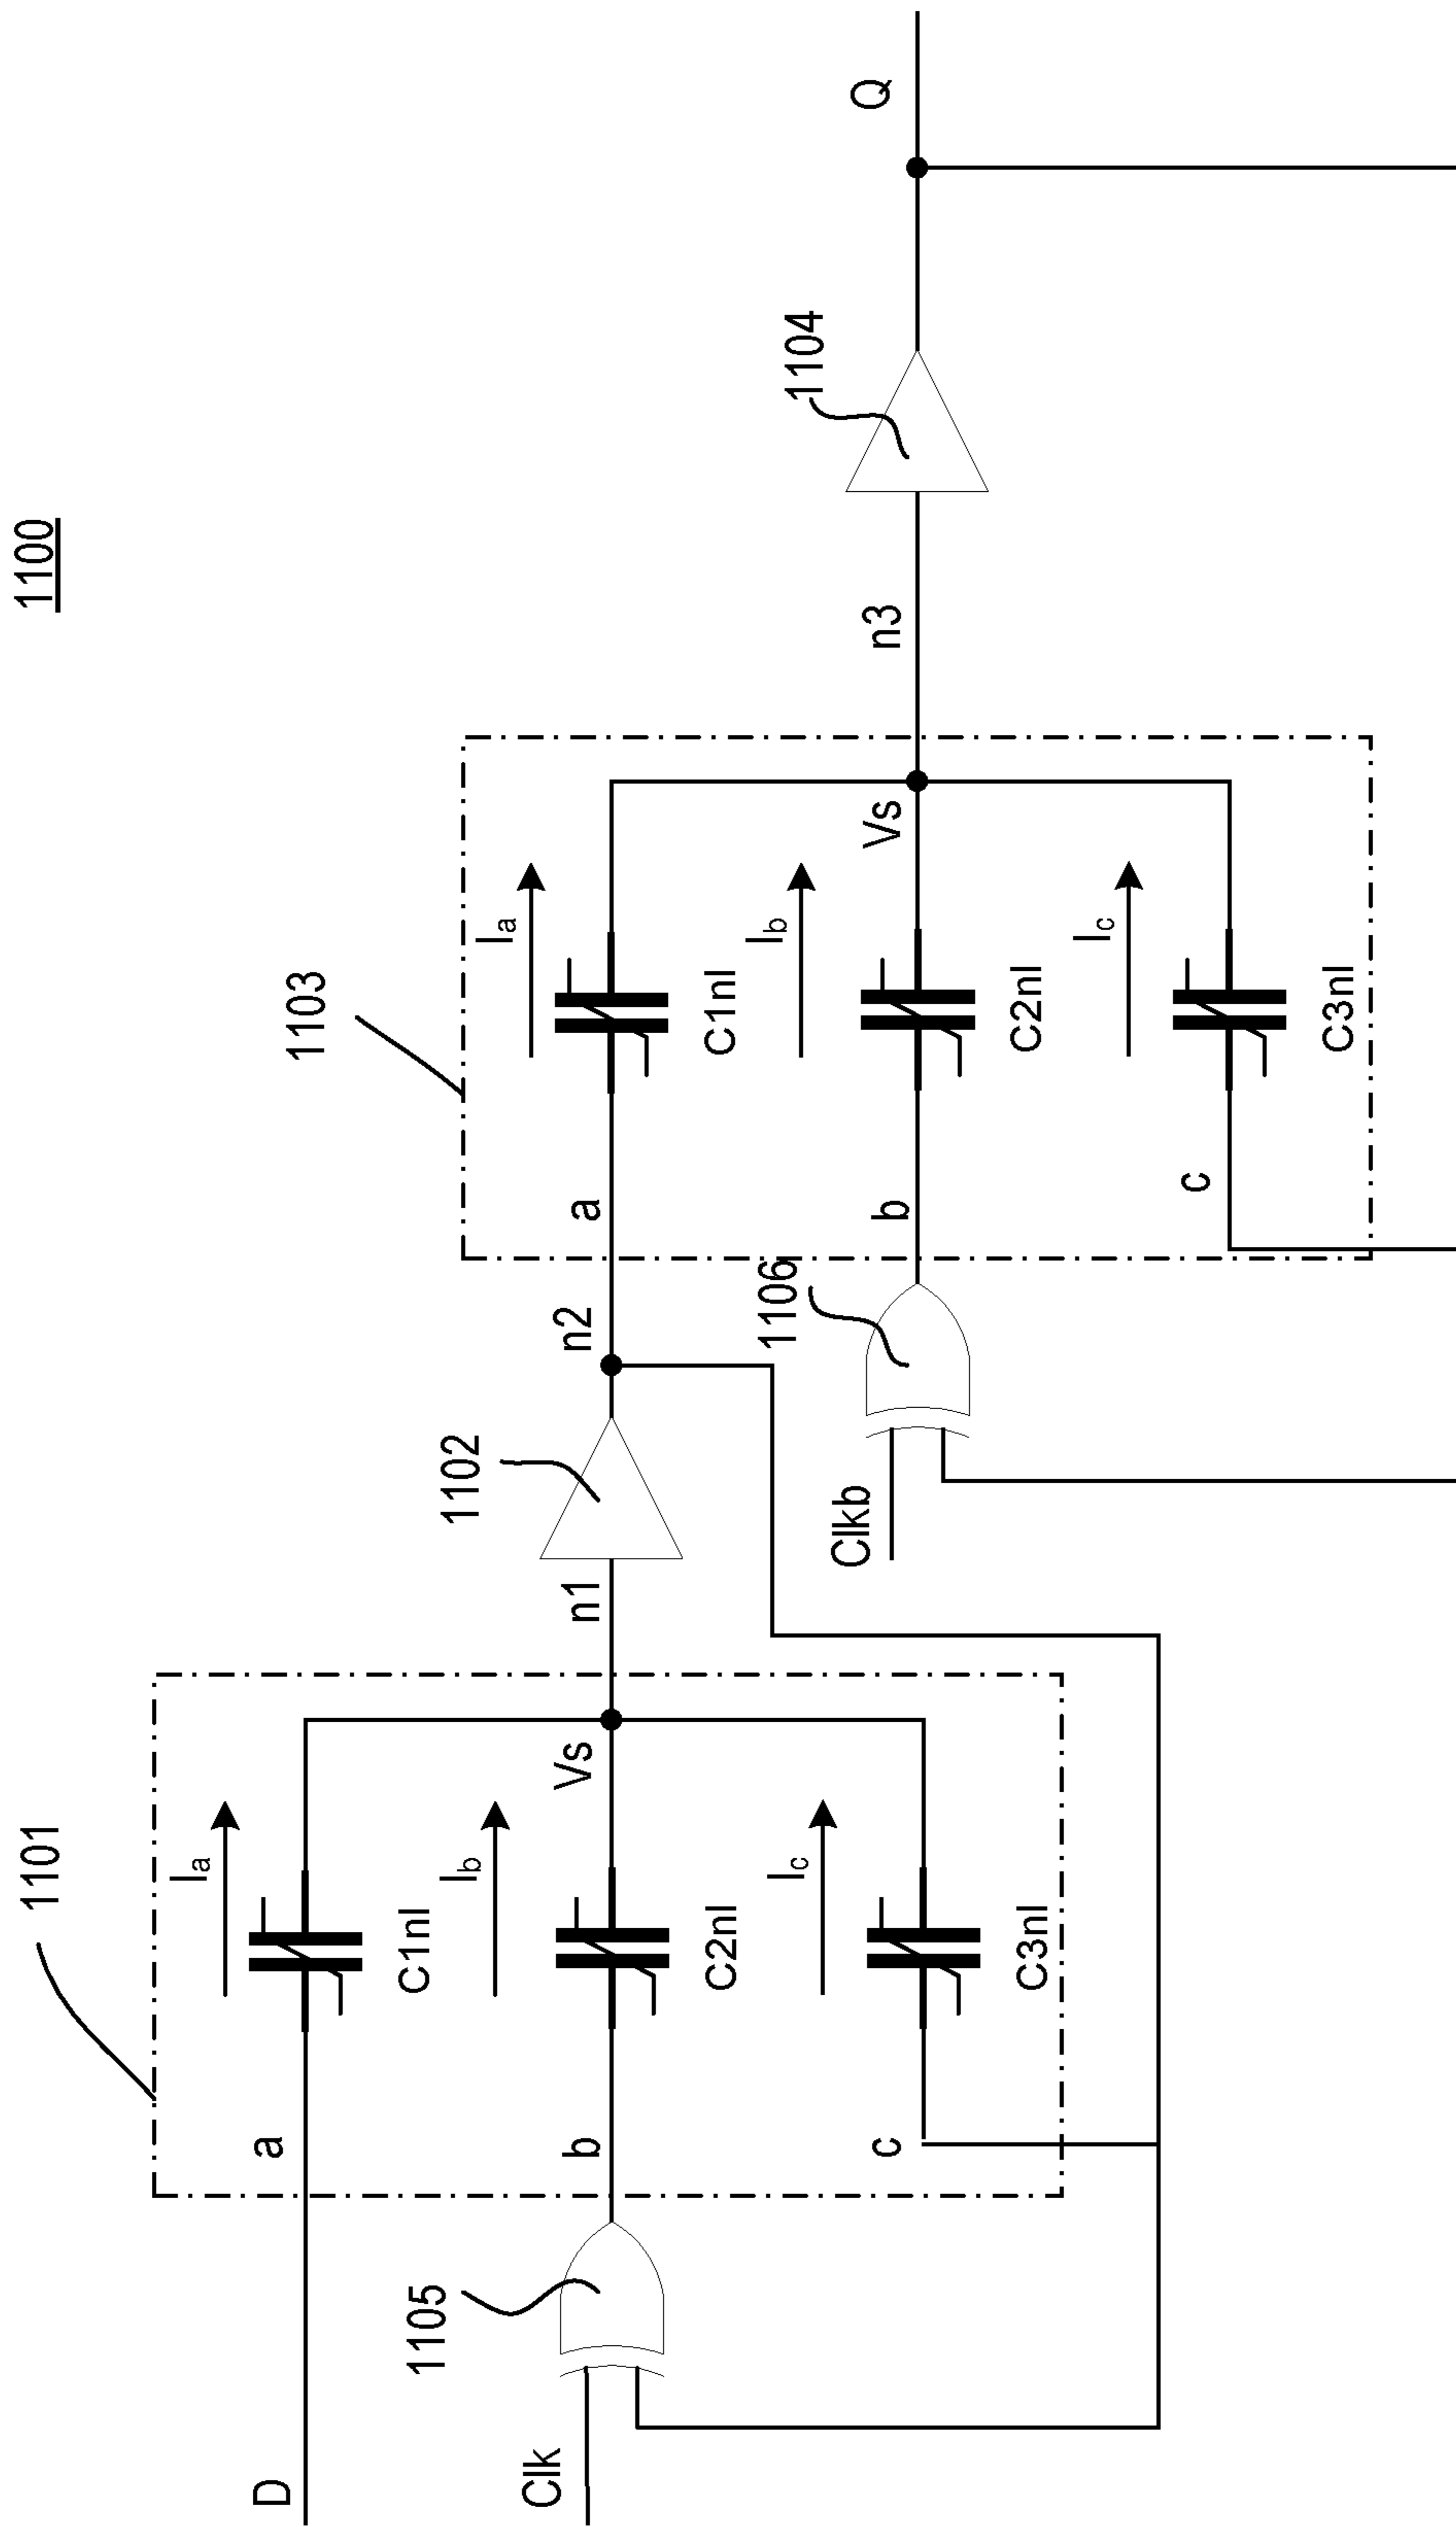 1100
1101
D
a
Ia
C1nl
1105
Clk
b
Ib
C2nl
Vs
n1
c
Ic
C3nl
1102
n2
1103
a
Ia
C1nl
1106
Clkb
b
Ib
C2nl
Vs
n3
c
Ic
C3nl
1104
Q